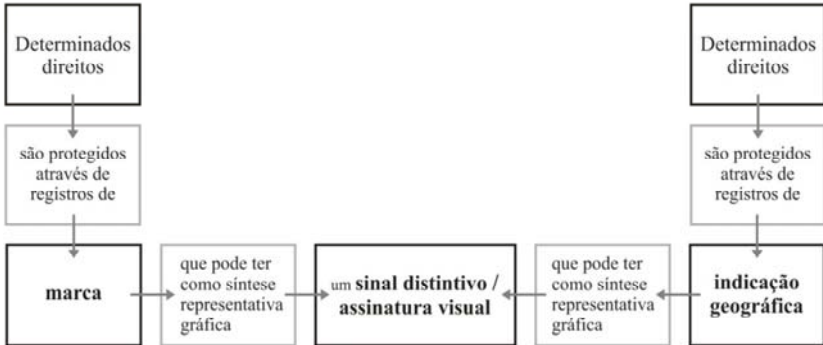 Determinados
direitos
Determinados
direitos
são protegidos
através de
registros de
são protegidos
através de
registros de
marca
que pode ter
como síntese
representativa
gráfica
um sinal distintivo /
assinatura visual
que pode ter
como síntese
representativa
gráfica
indicação
geográfica